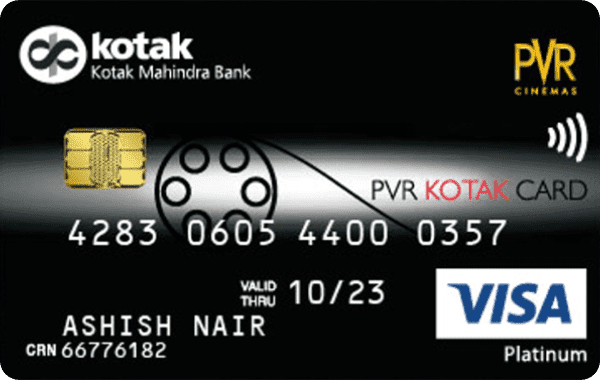 kotak
Kotak Mahindra Bank
PVR
CINEMAS
PVR KOTAK CARD
4283 0605 4400 0357
VALID THRU 10/23
ASHISH NAIR
CRN 66776182
VISA
Platinum